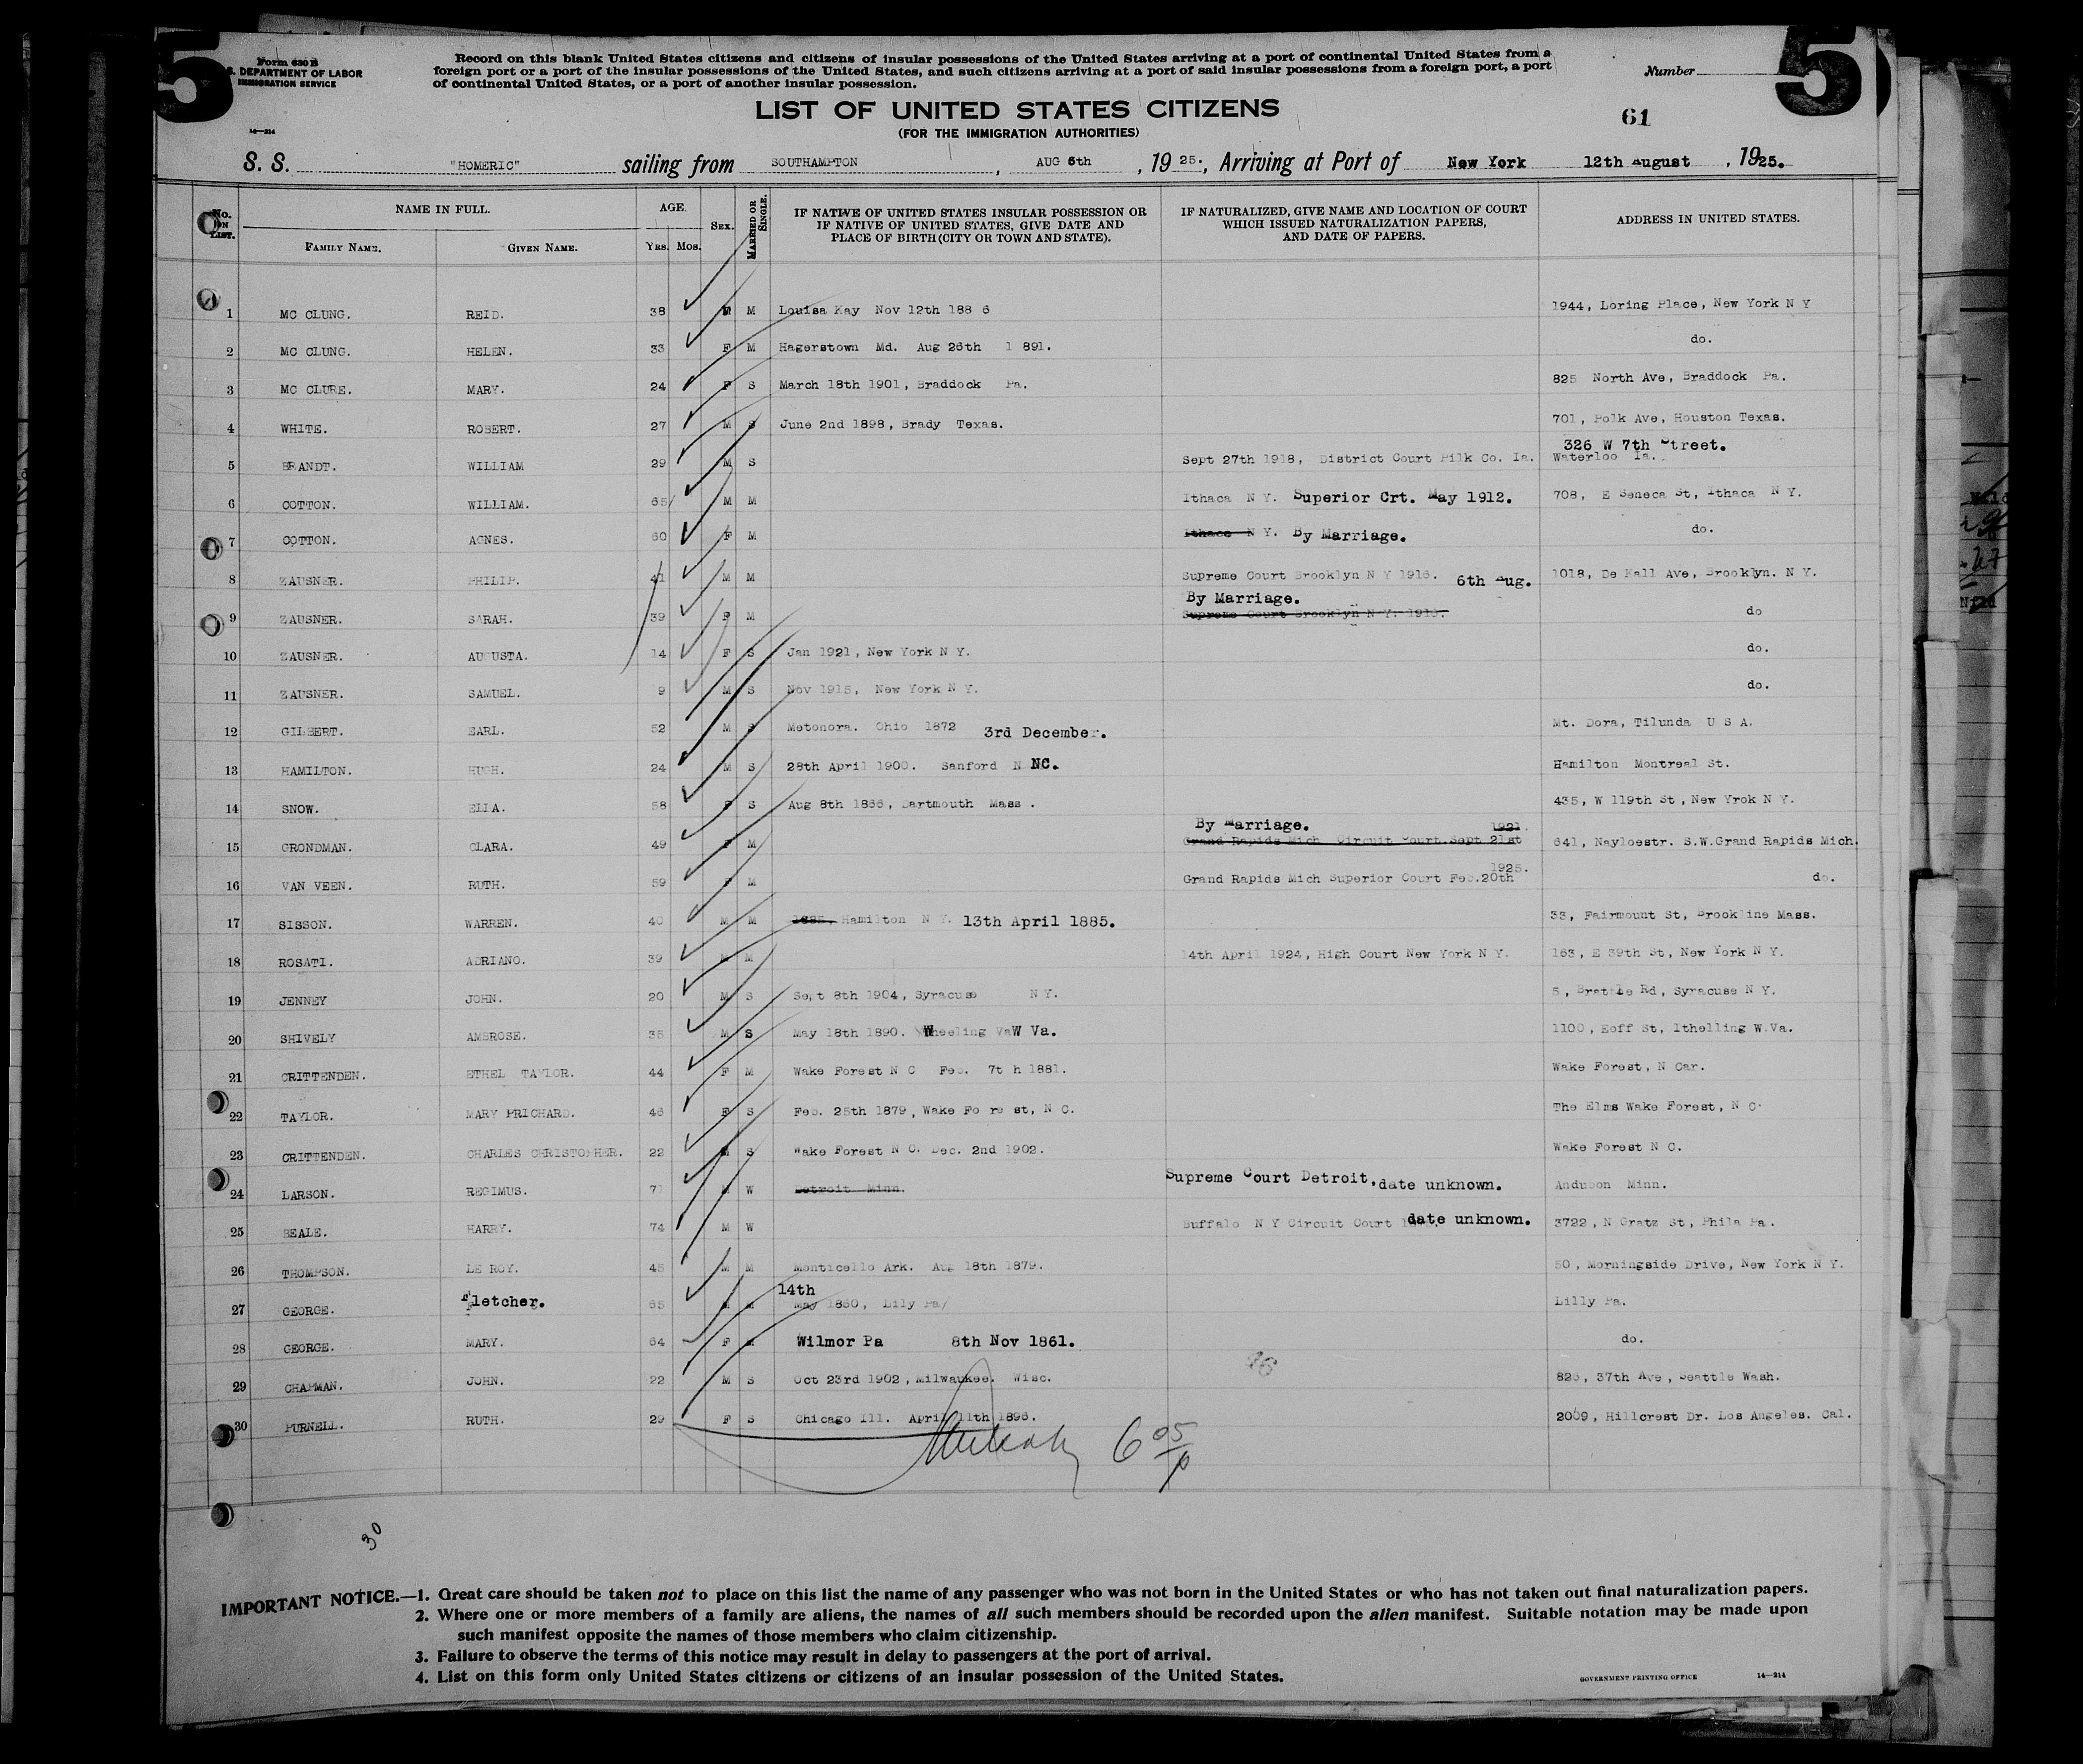 5 5
Form 630 B
DEPARTMENT OF LABOR
IMMIGRATION SERVICE
14—214
Record on this blank United States citizens and citizens of insular possessions of the United States arriving at a port of continental United States from a
foreign port or a port of the insular possessions of the United States, and such citizens arriving at a port of said insular possessions from a foreign port, a port
of continental United States, or a port of another insular possession.
Number
61
LIST OF UNITED STATES CITIZENS
(FOR THE IMMIGRATION AUTHORITIES)
S. S. "HOMERIC" sailing from SOUTHAMPTON, AUG 6th, 1925., Arriving at Port of New York 12th August, 1925.
No. on List. NAME IN FULL. AGE. Sex. Married or Single. IF NATIVE OF UNITED STATES INSULAR POSSESSION OR IF NATIVE OF UNITED STATES, GIVE DATE AND PLACE OF BIRTH (CITY OR TOWN AND STATE). IF NATURALIZED, GIVE NAME AND LOCATION OF COURT WHICH ISSUED NATURALIZATION PAPERS, AND DATE OF PAPERS. ADDRESS IN UNITED STATES.
Family Name. Given Name. Yrs. Mos.
1 MC CLUNG. REID. 38 M Louisa Kay Nov 12th 188 6 1944, Loring Place, New York N Y
2 MC CLUNG. HELEN. 33 F M Hagerstown Md. Aug 26th 1 891. do.
3 MC CLURE. MARY. 24 F S March 18th 1901, Braddock Pa. 825 North Ave, Braddock Pa.
4 WHITE. ROBERT. 27 M S June 2nd 1898, Brady Texas. 701, Polk Ave, Houston Texas.
326 W 7th Street.
5 BRANDT. WILLIAM 29 M S Sept 27th 1918, District Court Pilk Co. Ia. Waterloo Ia.
6 COTTON. WILLIAM. 65 M M Ithaca N Y. Superior Crt. May 1912. 708, E Seneca St, Ithaca N Y.
7 COTTON. AGNES. 60 F M Ithaca N Y. By Marriage. do.
8 ZAUSNER. PHILIP. 41 M M Supreme Court Brooklyn N Y 1916. 6th Aug. 1018, De Kall Ave, Brooklyn. N Y.
By Marriage.
9 ZAUSNER. SARAH. 39 F M Supreme Court Brooklyn N Y. 1916. do
10 ZAUSNER. AUGUSTA. 14 F S Jan 1921, New York N Y. do.
11 ZAUSNER. SAMUEL. 9 M S Nov 1915, New York N Y. do.
12 GILBERT. EARL. 52 M S Metonora. Ohio 1872 3rd December. Mt. Dora, Tilunda U S A.
13 HAMILTON. HUGH. 24 M S 28th April 1900. Sanford N NC. Hamilton Montreal St.
14 SNOW. ELLA. 58 F S Aug 8th 1866, Dartmouth Mass. 435, W 119th St, New Yrok N Y.
By Marriage. 1921.
15 GRONDMAN. CLARA. 49 F M Grand Rapids Mich Circuit Court.Sept 21st 641, Nayloestr. S.W.Grand Rapids Mich.
1925.
16 VAN VEEN. RUTH. 59 F M Grand Rapids Mich Superior Court Feb.20th do.
17 SISSON. WARREN. 40 M M 1885, Hamilton N Y. 13th April 1885. 33, Fairmount St, Brookline Mass.
18 ROSATI. ADRIANO. 39 M M 14th April 1924, High Court New York N Y. 163, E 39th St, New York N Y.
19 JENNEY JOHN. 20 M S Sept 8th 1904, Syracuse N Y. 5, Brattle Rd, Syracuse N Y.
20 SHIVELY AMBROSE. 35 M S May 18th 1890. Wheeling Va W Va. 1100, Eoff St, Ithelling W.Va.
21 CRITTENDEN. ETHEL TAYLOR. 44 F M Wake Forest N C Feb. 7t h 1881. Wake Forest, N Car.
22 TAYLOR. MARY PRICHARD. 46 F S Feb. 25th 1879, Wake Fo re st, N C. The Elms Wake Forest, N C.
23 CRITTENDEN. CHARLES CHRISTOPHER. 22 M S Wake Forest N C. Dec. 2nd 1902. Wake Forest N C.
24 LARSON. REGIMUS. 71 M W Detroit Minn. Supreme Court Detroit, date unknown. Andubon Minn.
25 BEALE. HARRY. 74 M W Buffalo N Y Circuit Court date unknown. 3722, N Gratz St, Phila Pa.
26 THOMPSON. LE ROY. 45 M M Monticello Ark. Aug 18th 1879. 50, Morningside Drive, New York N Y.
14th
27 GEORGE. Fletcher. 65 M M May 1860, Lily Pa/ Lilly Pa.
28 GEORGE. MARY. 64 F M Wilmor Pa 8th Nov 1861. do.
29 CHAPMAN. JOHN. 22 M S Oct 23rd 1902, Milwaukee. Wisc. 826, 37th Ave, Seattle Wash.
30 PURNELL. RUTH. 29 F S Chicago Ill. April 11th 1896. 2009, Hillcrest Dr. Los Angeles. Cal.
30
IMPORTANT NOTICE.—1. Great care should be taken not to place on this list the name of any passenger who was not born in the United States or who has not taken out final naturalization papers.
2. Where one or more members of a family are aliens, the names of all such members should be recorded upon the alien manifest. Suitable notation may be made upon
such manifest opposite the names of those members who claim citizenship.
3. Failure to observe the terms of this notice may result in delay to passengers at the port of arrival.
4. List on this form only United States citizens or citizens of an insular possession of the United States.
GOVERNMENT PRINTING OFFICE 14—214